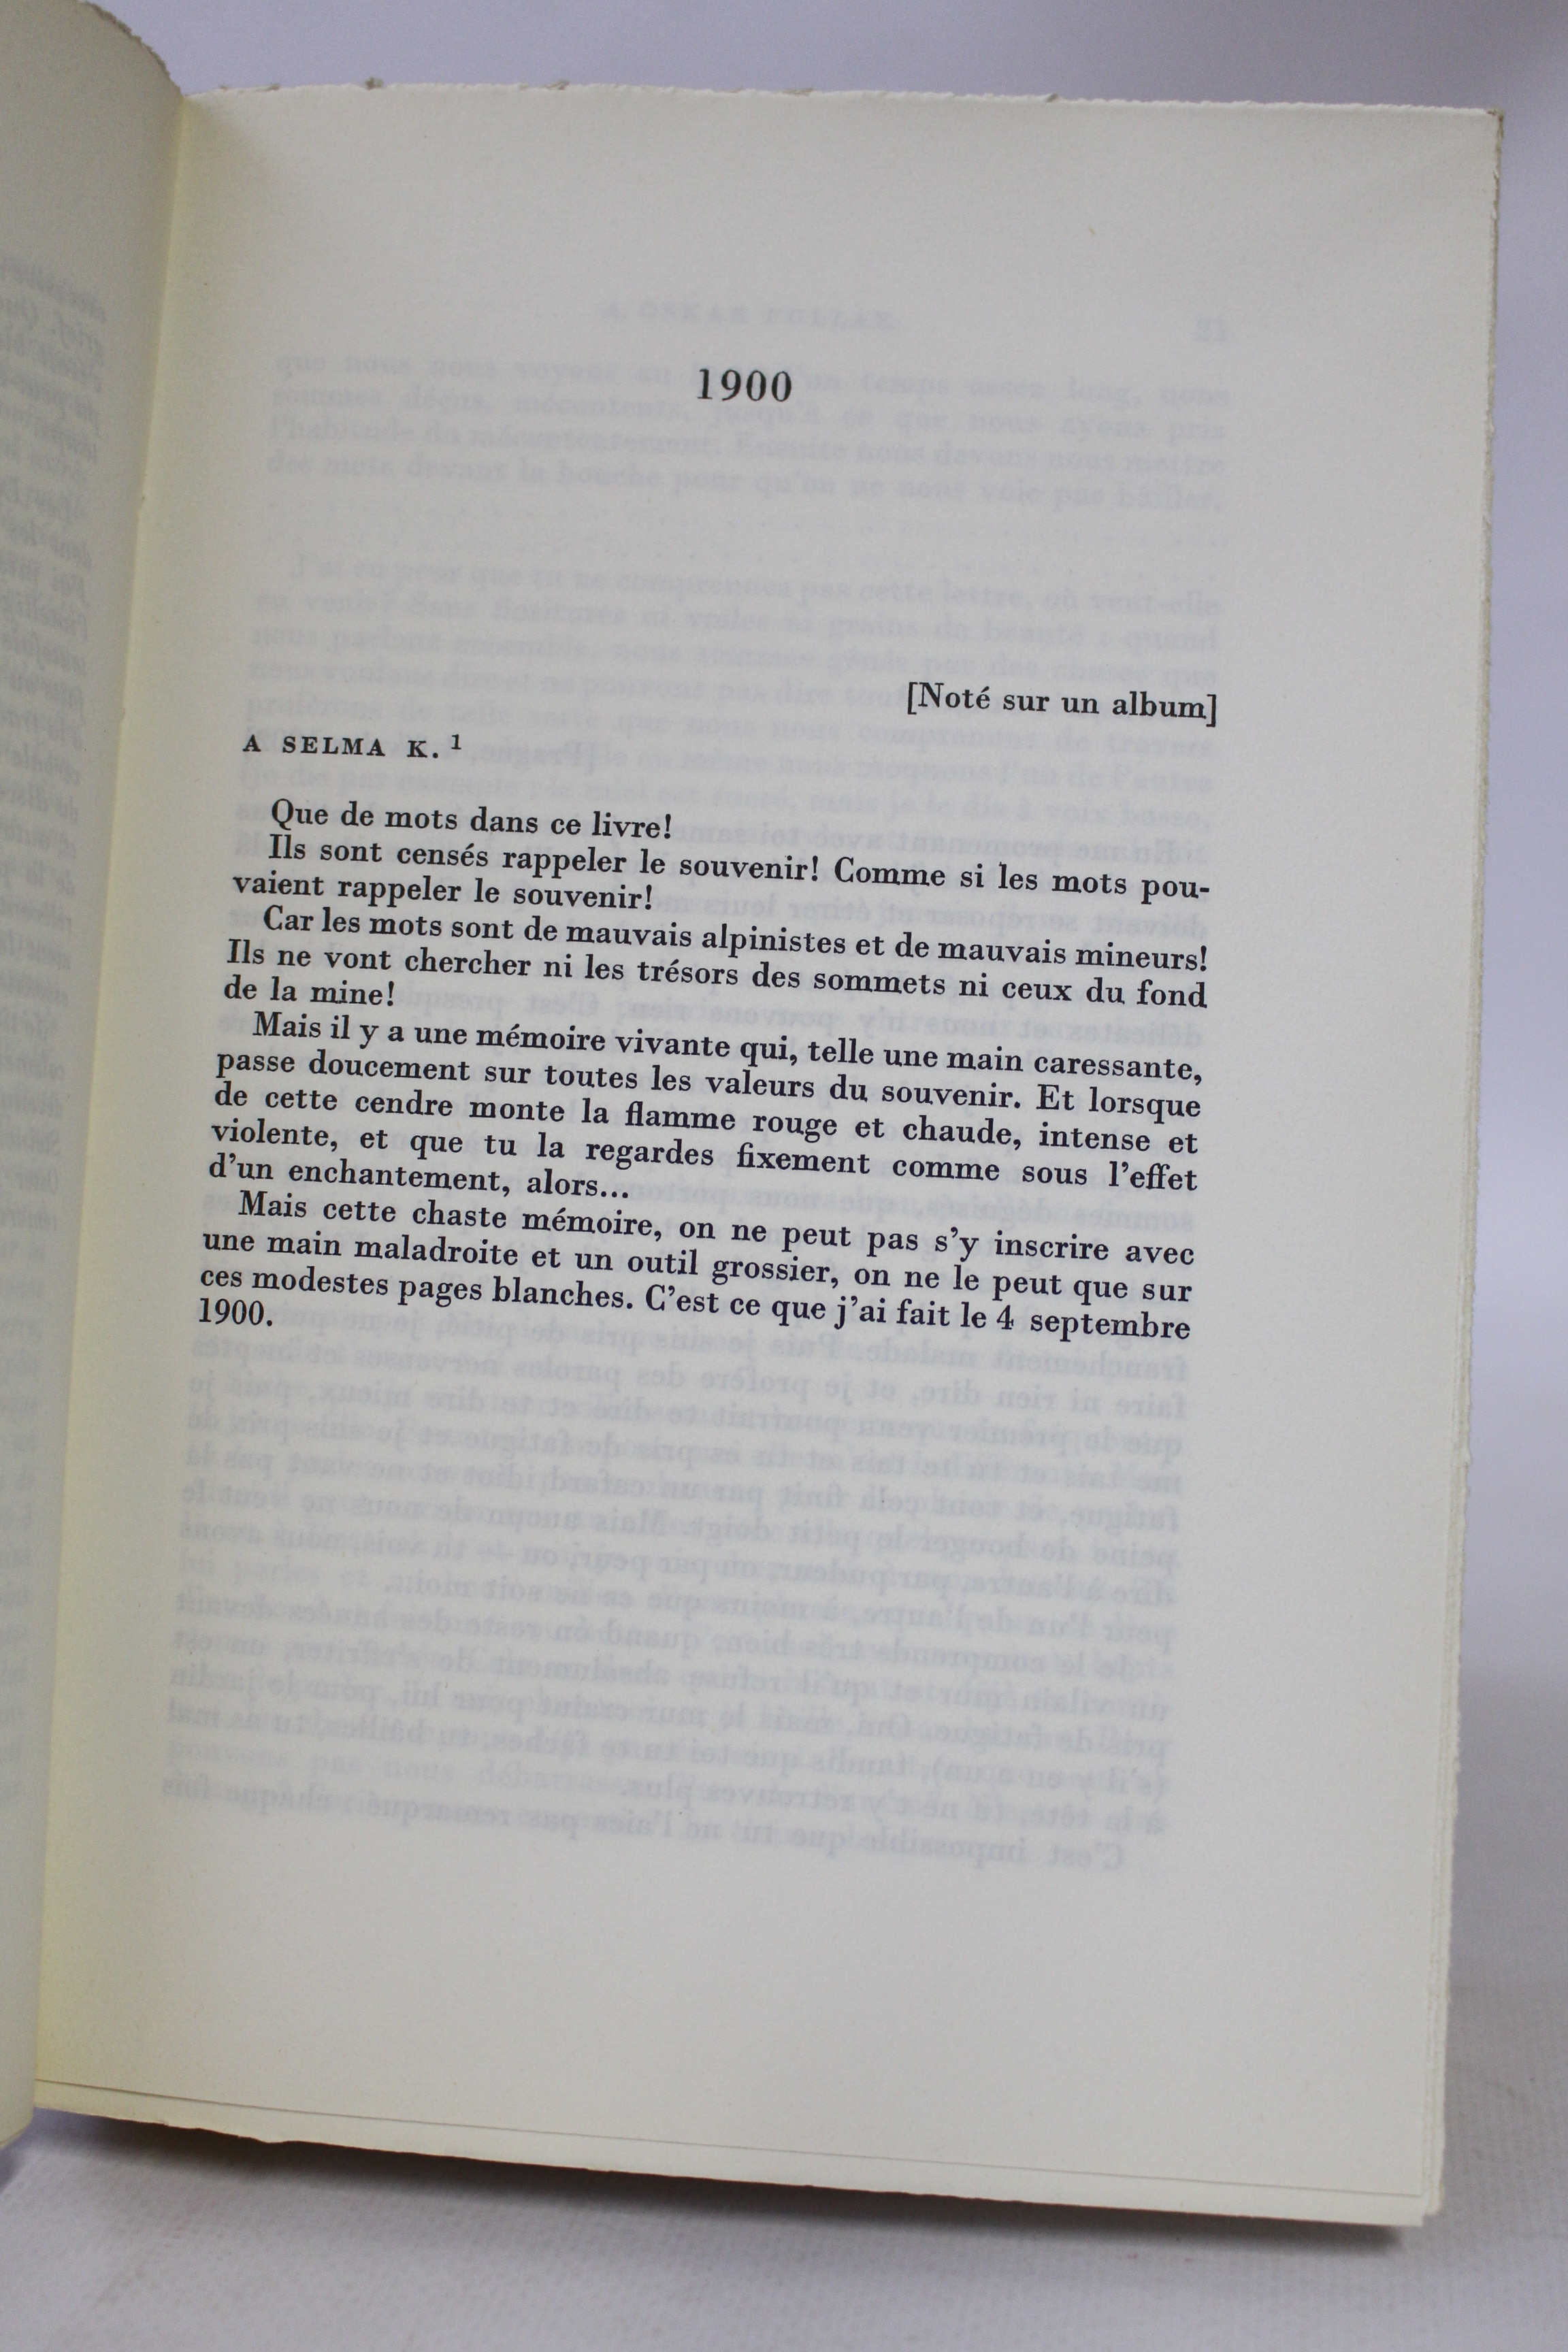 1900
[Noté sur un album]
A SELMA K. 1
Que de mots dans ce livre!
Ils sont censés rappeler le souvenir! Comme si les mots pou-
vaient rappeler le souvenir!
Car les mots sont de mauvais alpinistes et de mauvais mineurs!
Ils ne vont chercher ni les trésors des sommets ni ceux du fond
de la mine!
Mais il y a une mémoire vivante qui, telle une main caressante,
passe doucement sur toutes les valeurs du souvenir. Et lorsque
de cette cendre monte la flamme rouge et chaude, intense et
violente, et que tu la regardes fixement comme sous l'effet
d'un enchantement, alors...
Mais cette chaste mémoire, on ne peut pas s'y inscrire avec
une main maladroite et un outil grossier, on ne le peut que sur
ces modestes pages blanches. C'est ce que j'ai fait le 4 septembre
1900.